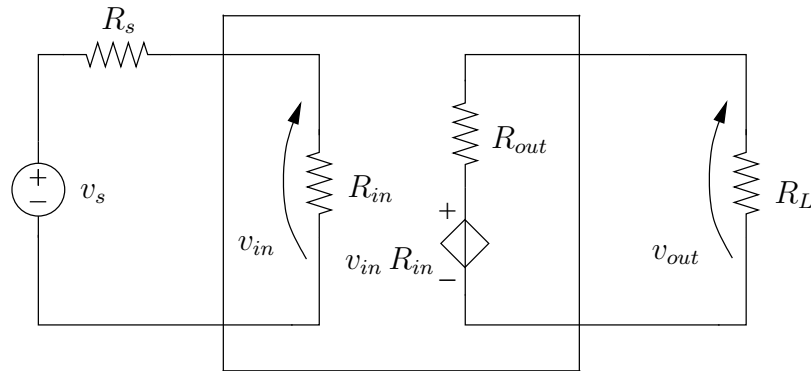 R_s
+
−
v_s
R_in
v_in
R_out
+
v_in R_in
−
v_out
R_L